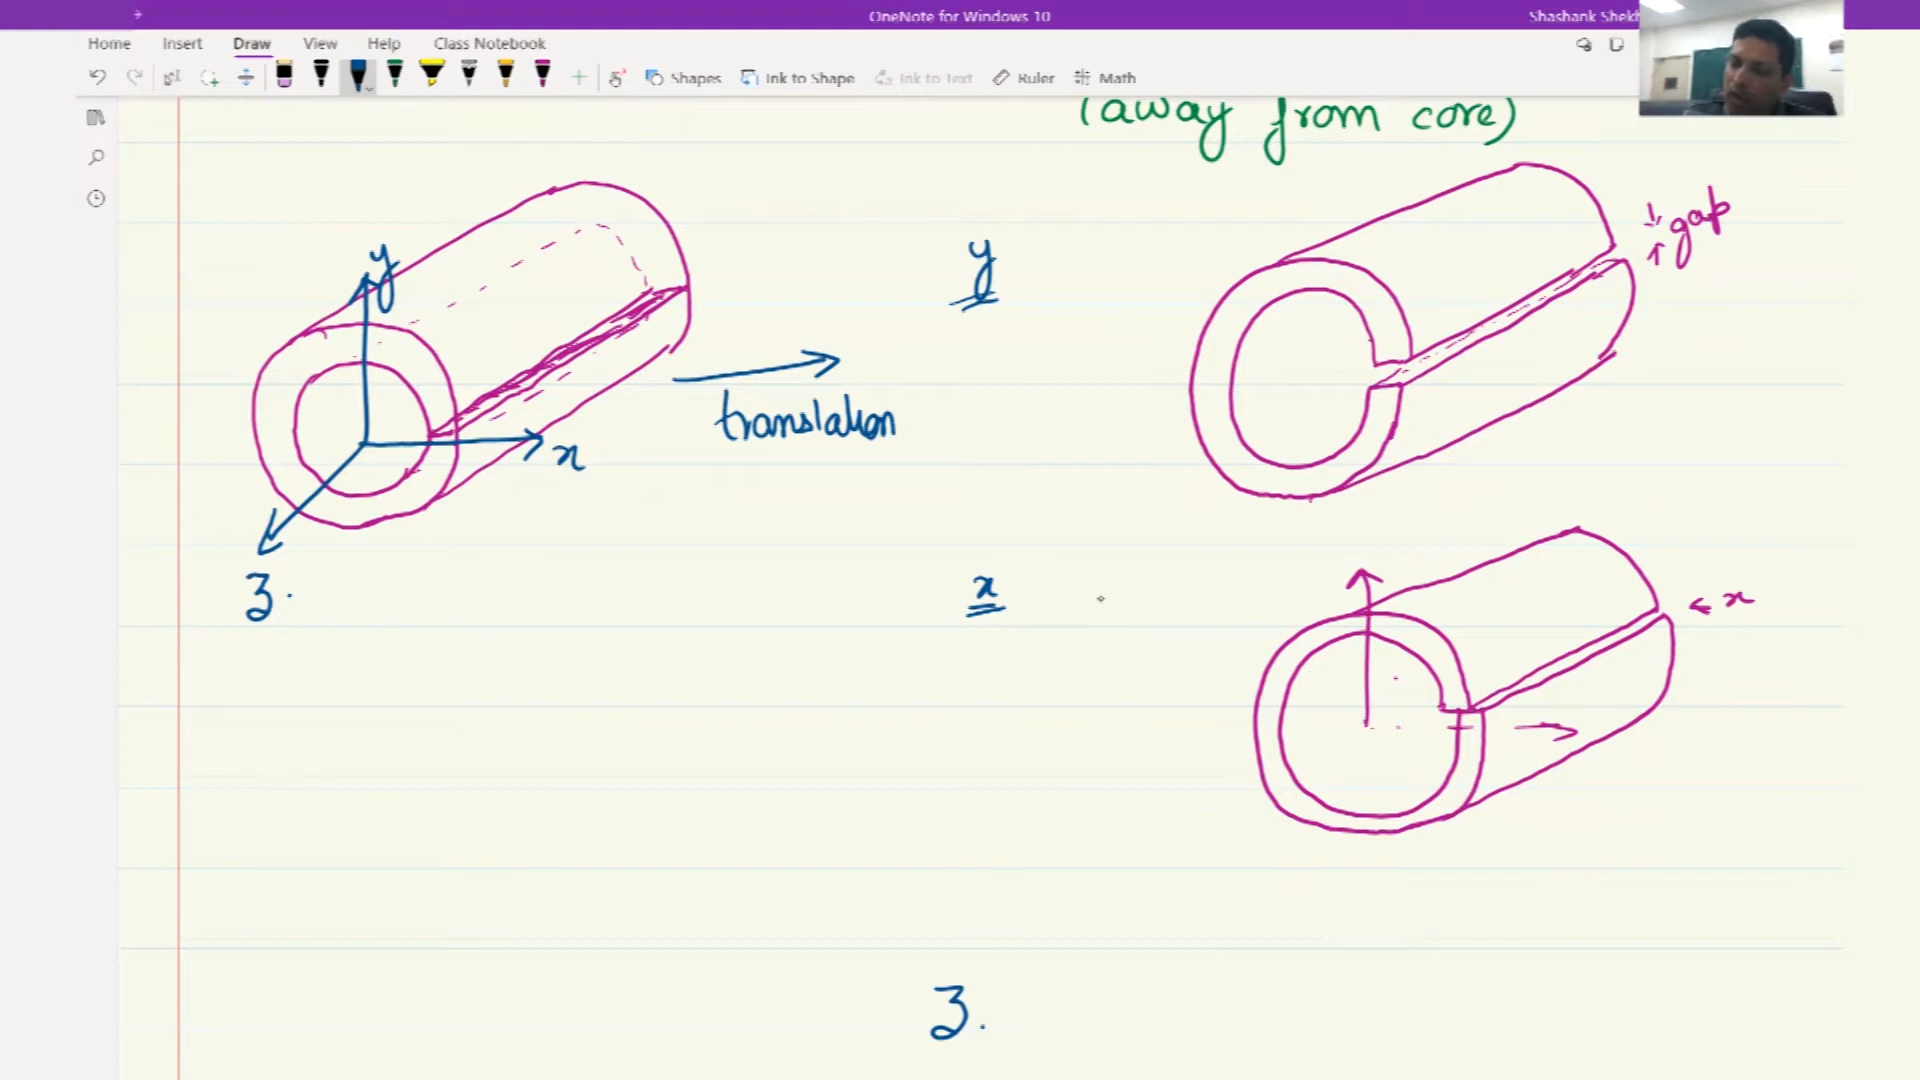 OneNote for Windows 10
Shashank Shekh
Home Insert Draw View Help Class Notebook
Shapes Ink to Shape Ink to Text Ruler Math
(away from core)
gap
y
y
translation
x
x
x
z.
z.